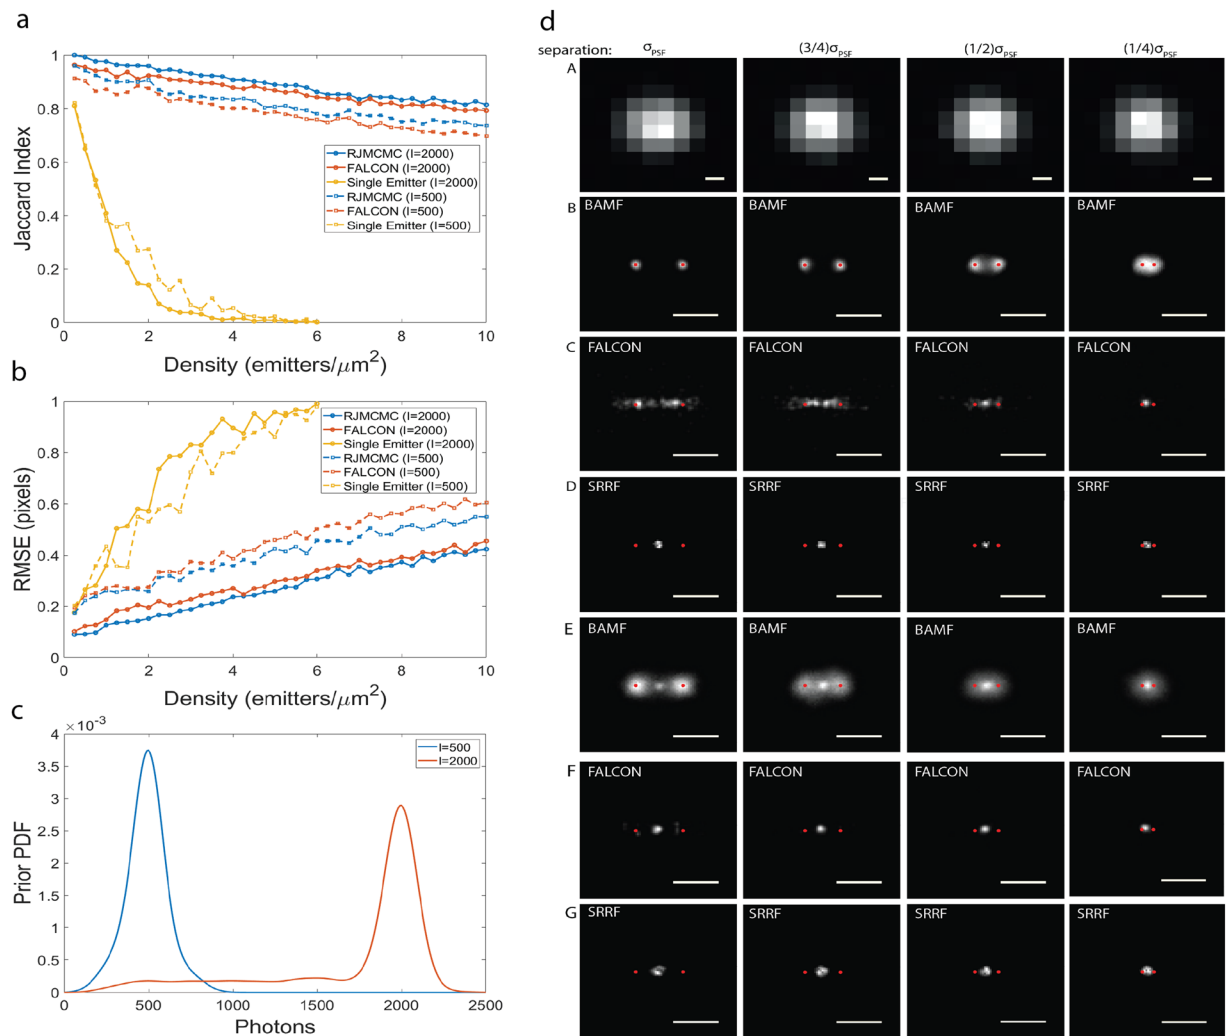 a
Jaccard Index
1
0.8
0.6
0.4
0.2
0
0
2
4
6
8
10
Density (emitters/μm²)
RJMCMC (I=2000)
FALCON (I=2000)
Single Emitter (I=2000)
RJMCMC (I=500)
FALCON (I=500)
Single Emitter (I=500)
b
RMSE (pixels)
1
0.8
0.6
0.4
0.2
0
0
2
4
6
8
10
Density (emitters/μm²)
RJMCMC (I=2000)
FALCON (I=2000)
Single Emitter (I=2000)
RJMCMC (I=500)
FALCON (I=500)
Single Emitter (I=500)
c
×10⁻³
Prior PDF
4
3.5
3
2.5
2
1.5
1
0.5
0
0
500
1000
1500
2000
2500
Photons
I=500
I=2000
d
separation: σPSF (3/4)σPSF (1/2)σPSF (1/4)σPSF
A
B BAMF BAMF BAMF BAMF
C FALCON FALCON FALCON FALCON
D SRRF SRRF SRRF SRRF
E BAMF BAMF BAMF BAMF
F FALCON FALCON FALCON FALCON
G SRRF SRRF SRRF SRRF